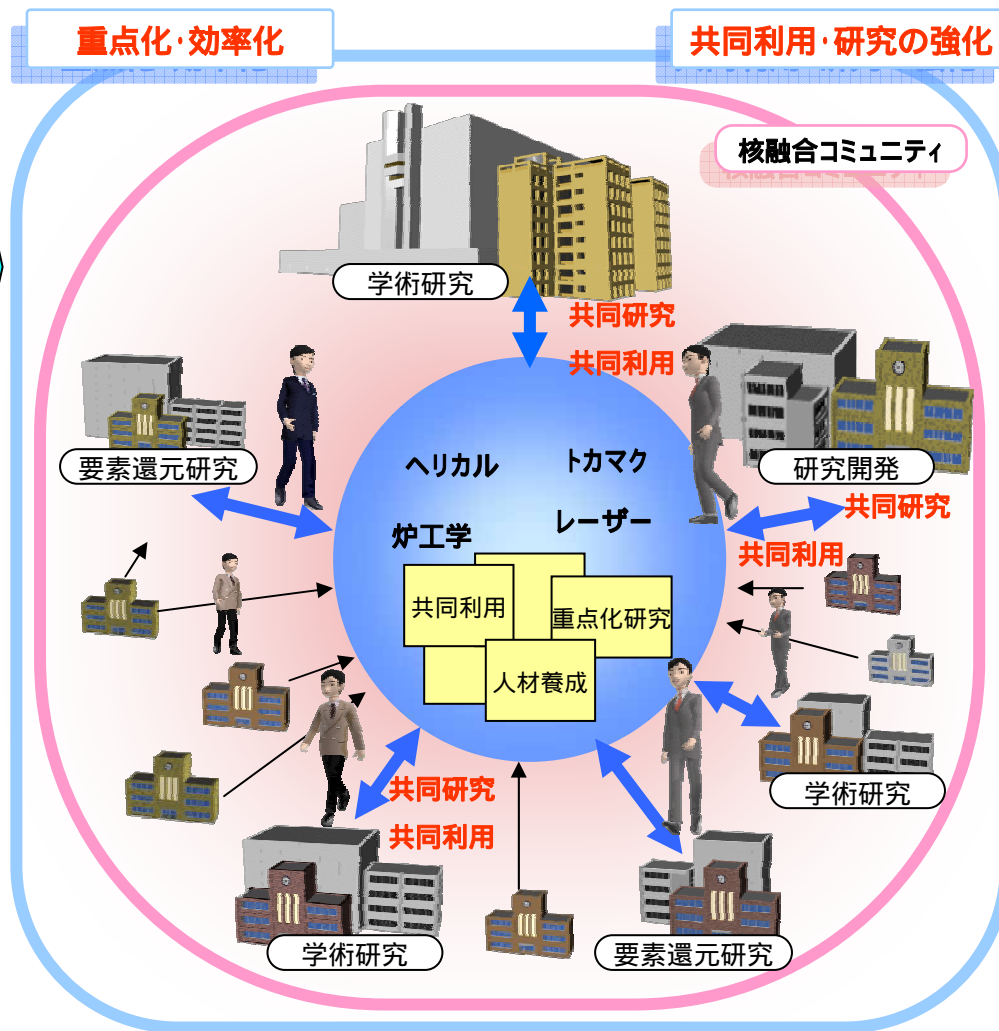 重点化･効率化
共同利用･研究の強化
核融合コミュニティ
学術研究
共同研究
共同利用
要素還元研究
研究開発
共同研究
共同利用
ヘリカル
トカマク
炉工学
レーザー
共同利用
重点化研究
人材養成
学術研究
共同研究
共同利用
学術研究
要素還元研究